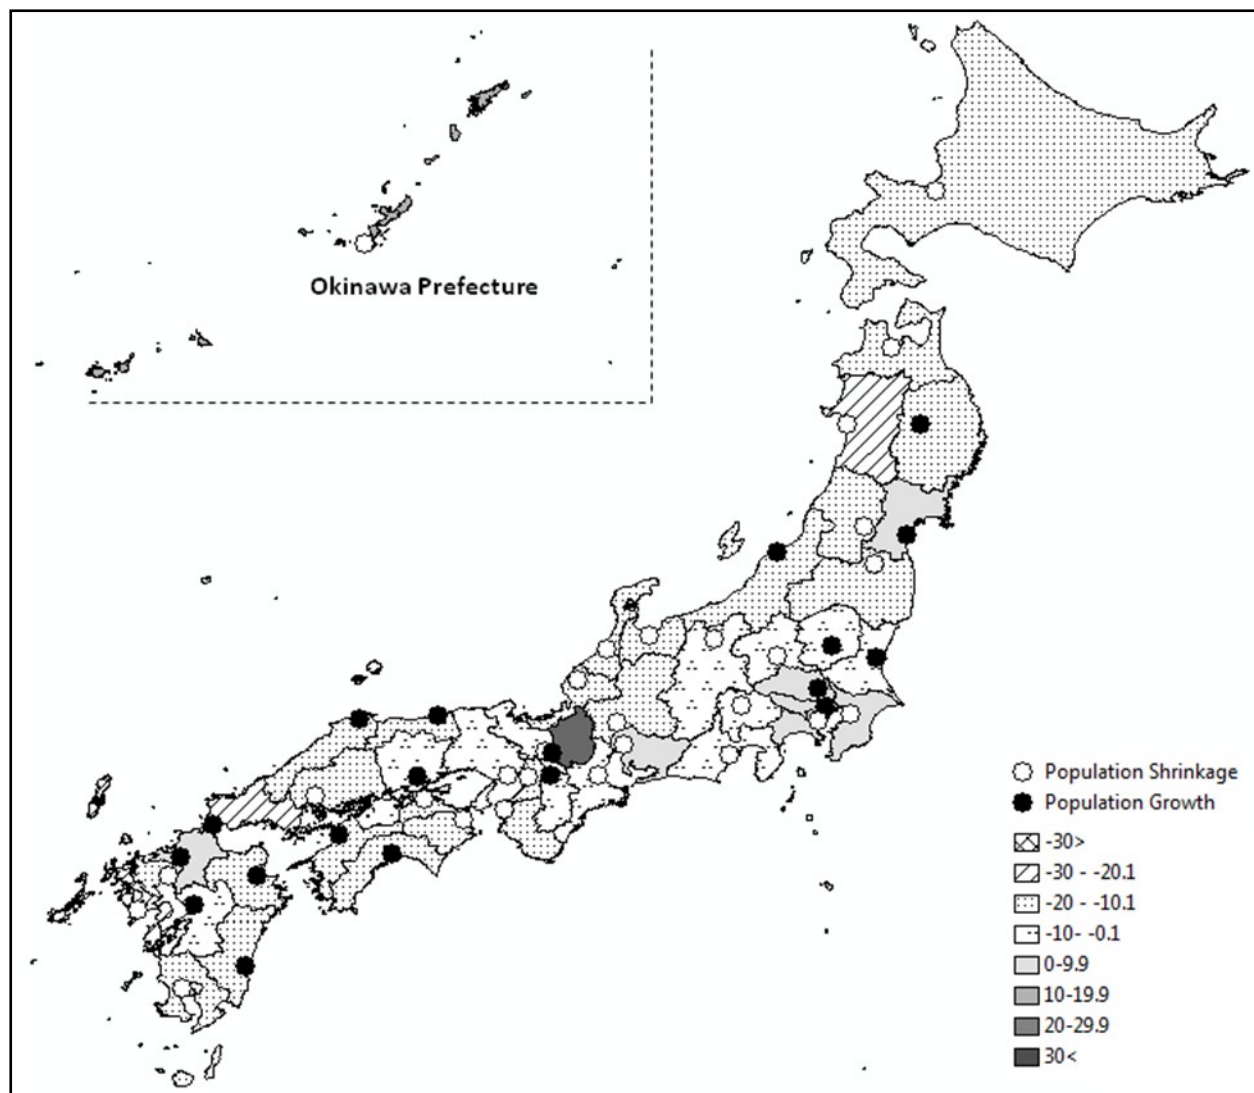 Okinawa Prefecture
Population Shrinkage
Population Growth
-30>
-30 - -20.1
-20 - -10.1
-10- -0.1
0-9.9
10-19.9
20-29.9
30<